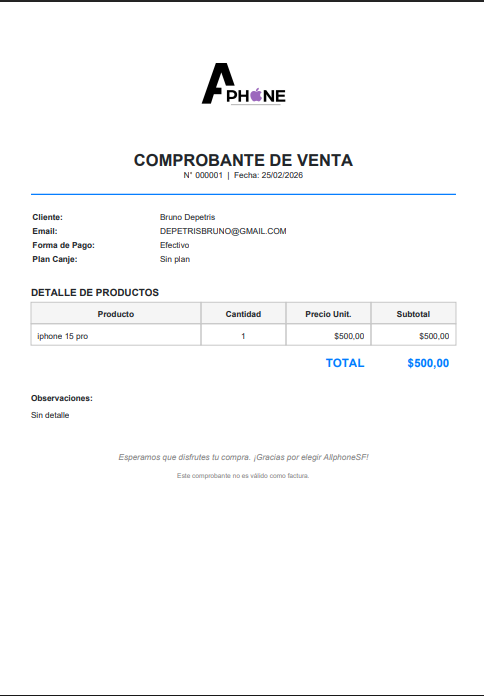 APHONE
COMPROBANTE DE VENTA
N° 000001 | Fecha: 25/02/2026
Cliente: Bruno Depetris
Email: DEPETRISBRUNO@GMAIL.COM
Forma de Pago: Efectivo
Plan Canje: Sin plan
DETALLE DE PRODUCTOS
Producto Cantidad Precio Unit. Subtotal
iphone 15 pro 1 $500,00 $500,00
TOTAL $500,00
Observaciones:
Sin detalle
Esperamos que disfrutes tu compra. ¡Gracias por elegir AllphoneSF!
Este comprobante no es válido como factura.